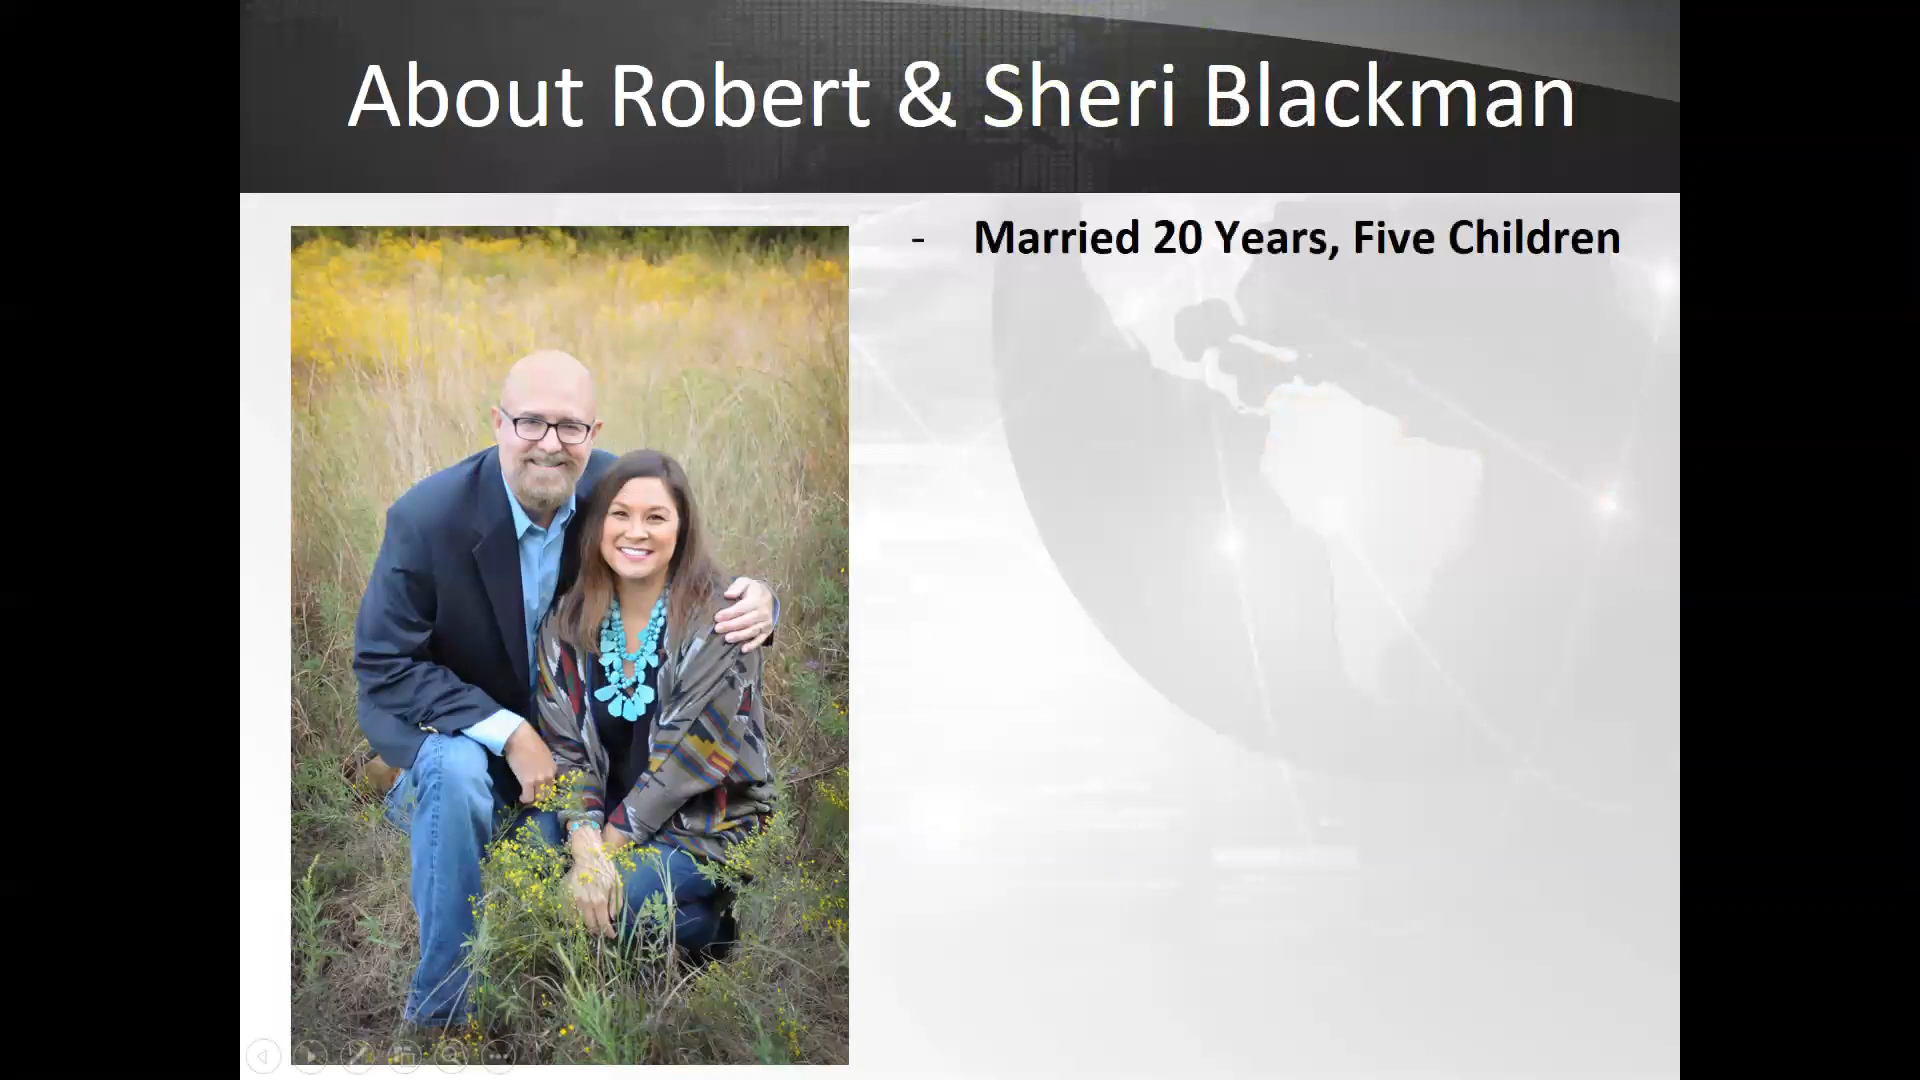 About Robert & Sheri Blackman
- Married 20 Years, Five Children